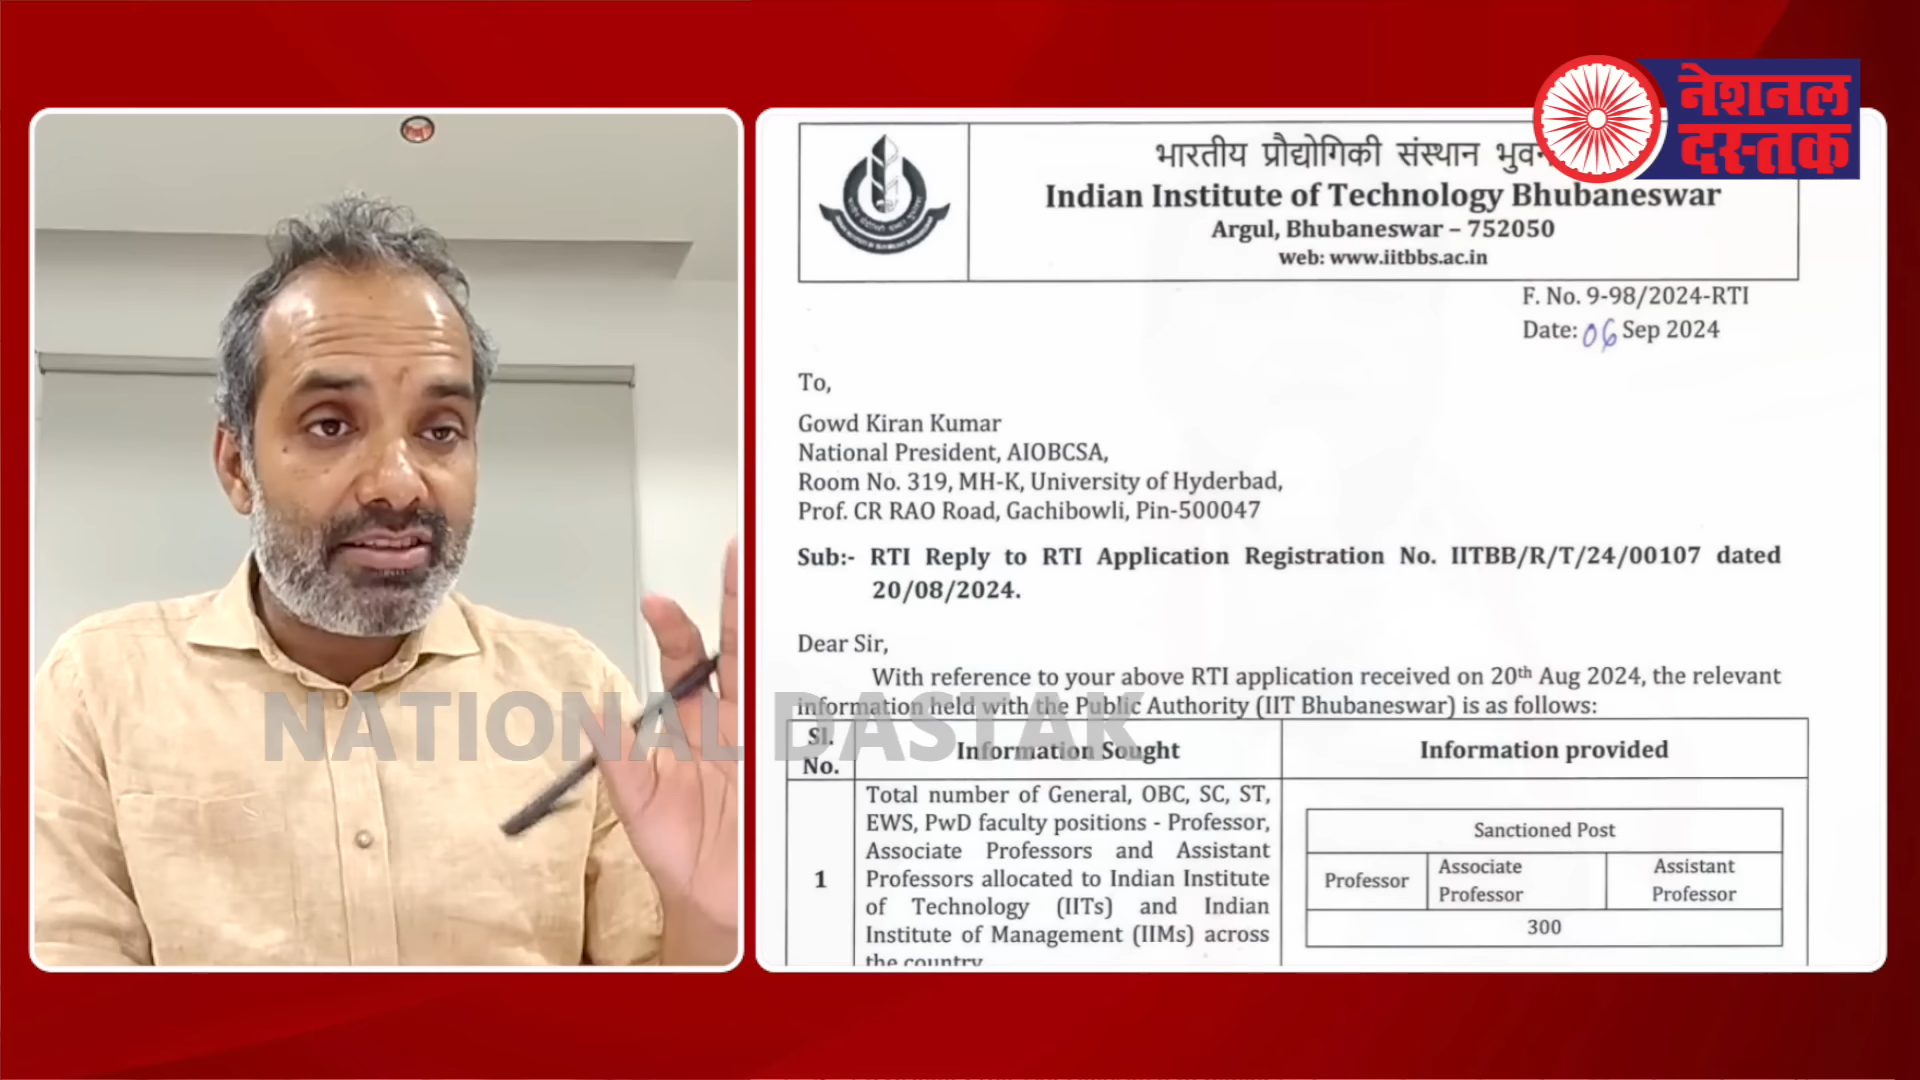 नेशनल
दस्तक
भारतीय प्रौद्योगिकी संस्थान
Indian Institute of Technology Bhubaneswar
Argul, Bhubaneswar – 752050
Web: www.iitbbs.ac.in
F. No. 9-98/2024-RTI
Date: 06 Sep 2024
To,
Gowd Kiran Kumar
National President, AIOBCSA,
Room No. 319, MH-K, University of Hyderbad,
Prof. CR RAO Road, Gachibowli, Pin-500047
Sub:- RTI Reply to RTI Application Registration No. IITBB/R/T/24/00107 dated
20/08/2024.
Dear Sir,
With reference to your above RTI application received on 20th Aug 2024, the relevant
information held with the Public Authority (IIT Bhubaneswar) is as follows:
NATIONAL DASTAK
Sl.
No.
Information Sought
Information provided
1
Total number of General, OBC, SC, ST,
EWS, PwD faculty positions - Professor,
Associate Professors and Assistant
Professors allocated to Indian Institute
of Technology (IITs) and Indian
Institute of Management (IIMs) across
the country
Sanctioned Post
Professor
Associate
Professor
Assistant
Professor
300